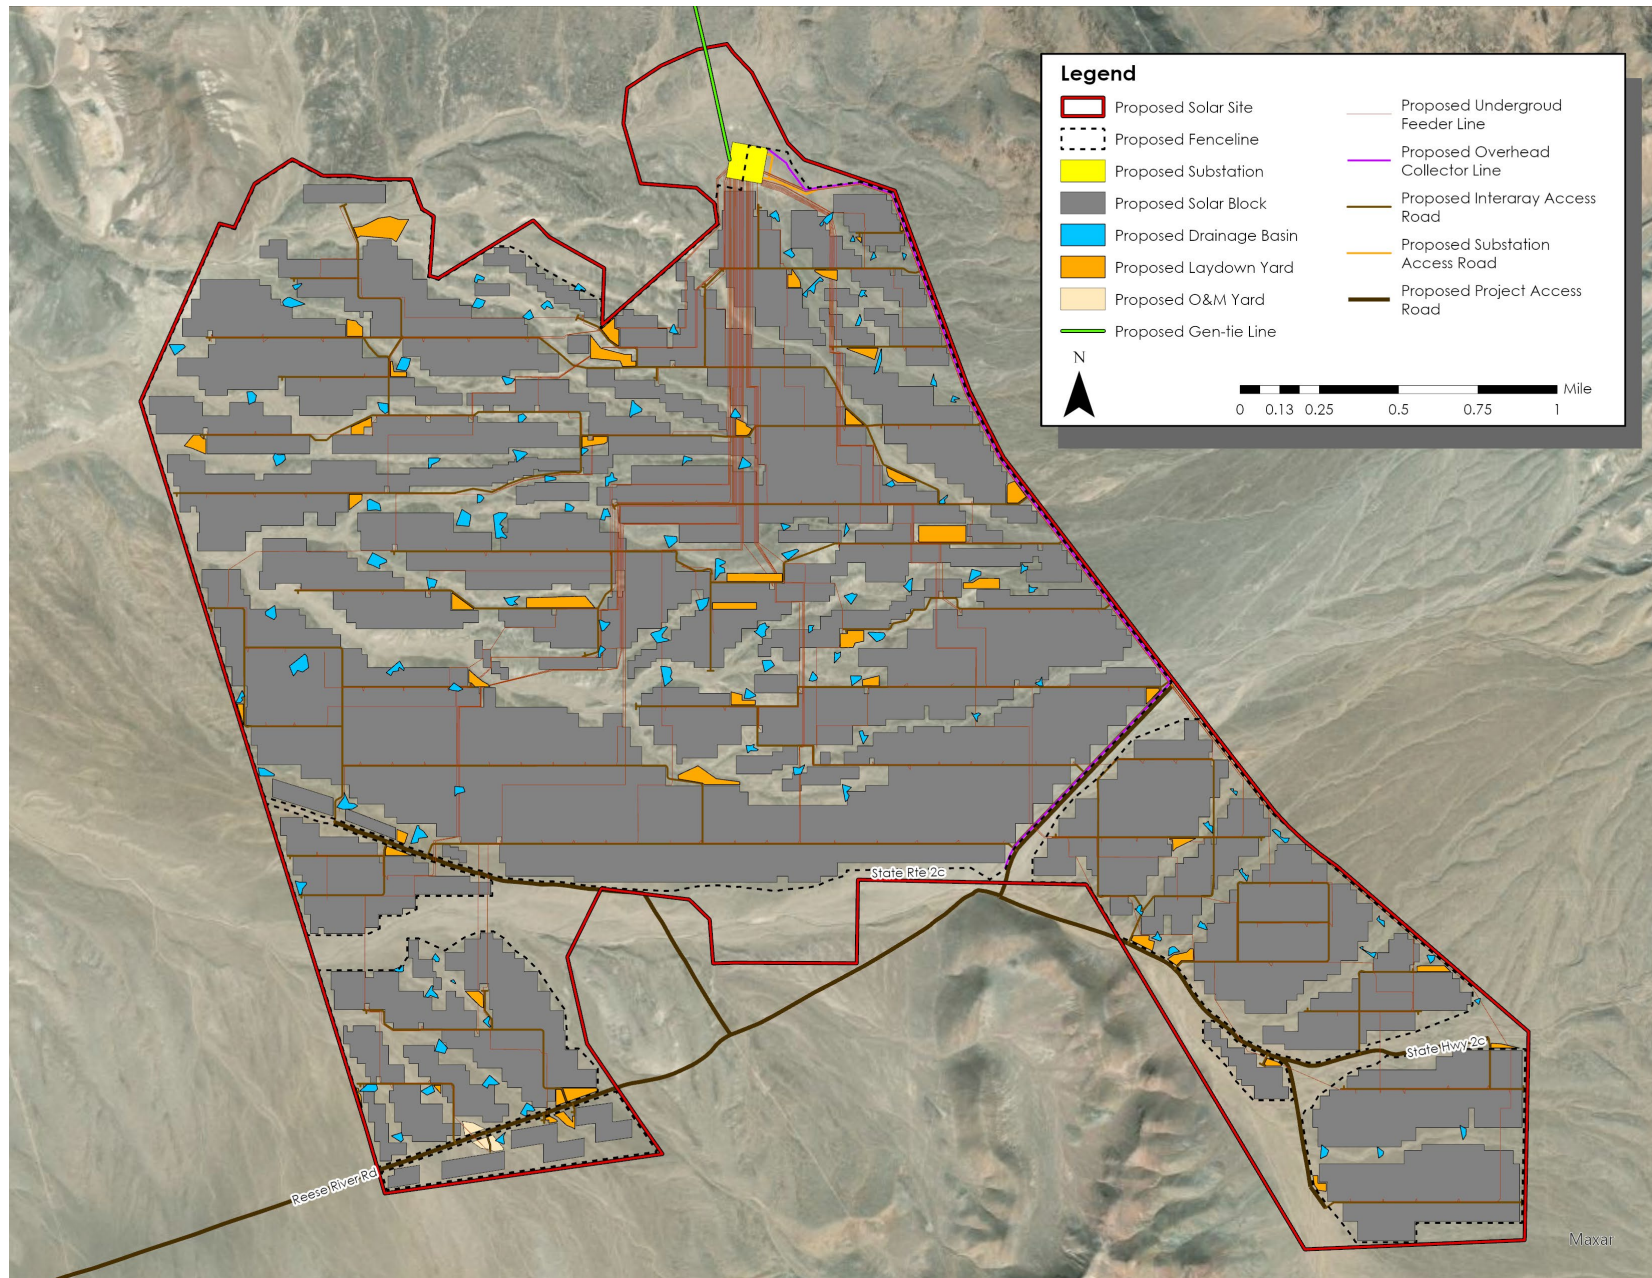 Legend
Proposed Solar Site
Proposed Fenceline
Proposed Substation
Proposed Solar Block
Proposed Drainage Basin
Proposed Laydown Yard
Proposed O&M Yard
Proposed Gen-tie Line
Proposed Undergroud
Feeder Line
Proposed Overhead
Collector Line
Proposed Interaray Access
Road
Proposed Substation
Access Road
Proposed Project Access
Road
N
Mile
0 0.13 0.25 0.5 0.75 1
State Rte 2c
State Hwy 2c
Reese River Rd
Maxar